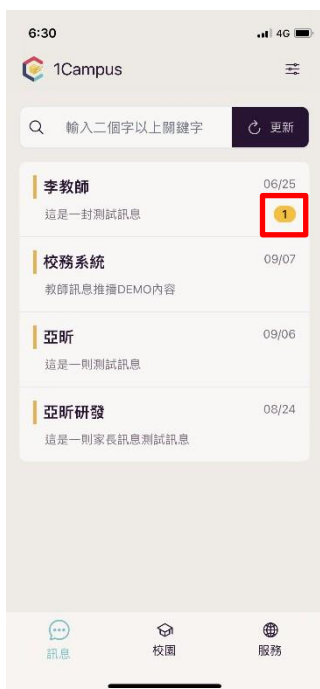 6:30
4G
1Campus
輸入二個字以上關鍵字
更新
李教師
06/25
這是一封測試訊息
1
校務系統
09/07
教師訊息推播DEMO內容
亞昕
09/06
這是一則測試訊息
亞昕研發
08/24
這是一則家長訊息測試訊息
訊息
校園
服務